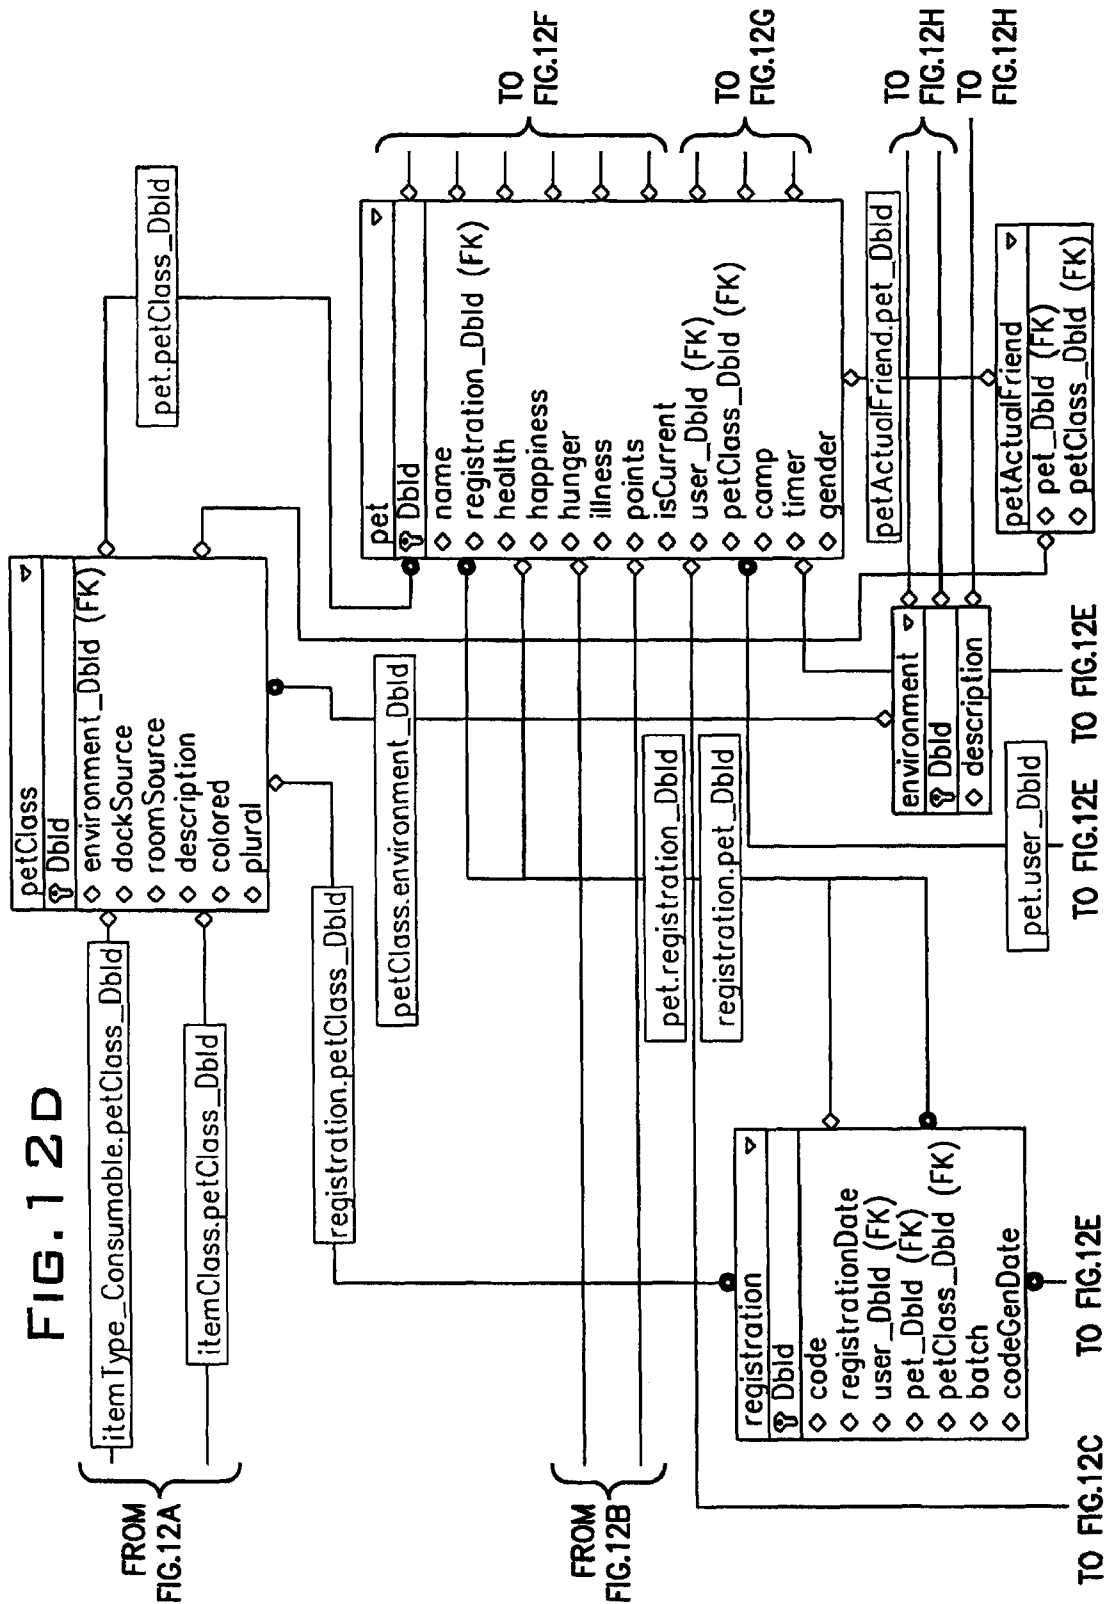 FIG. 12D
FROM
FIG.12A
itemType_Consumable.petClass_DbId
itemClass.petClass_DbId
petClass
DbId
environment_DbId (FK)
dockSource
roomSource
description
colored
plural
pet.petClass_DbId
registration.petClass_DbId
petClass.environment_DbId
FROM
FIG.12B
pet
DbId
name
registration_DbId (FK)
health
happiness
hunger
illness
points
isCurrent
user_DbId (FK)
petClass_DbId (FK)
camp
timer
gender
TO
FIG.12F
TO
FIG.12G
pet.registration_DbId
registration.pet_DbId
registration
DbId
code
registrationDate
user_DbId (FK)
pet_DbId (FK)
petClass_DbId (FK)
batch
codeGenDate
petActualFriend.pet_DbId
environment
DbId
description
TO
FIG.12H
TO
FIG.12H
petActualFriend
pet_DbId (FK)
petClass_DbId (FK)
pet.user_DbId
TO FIG.12C
TO FIG.12E
TO FIG.12E
TO FIG.12E